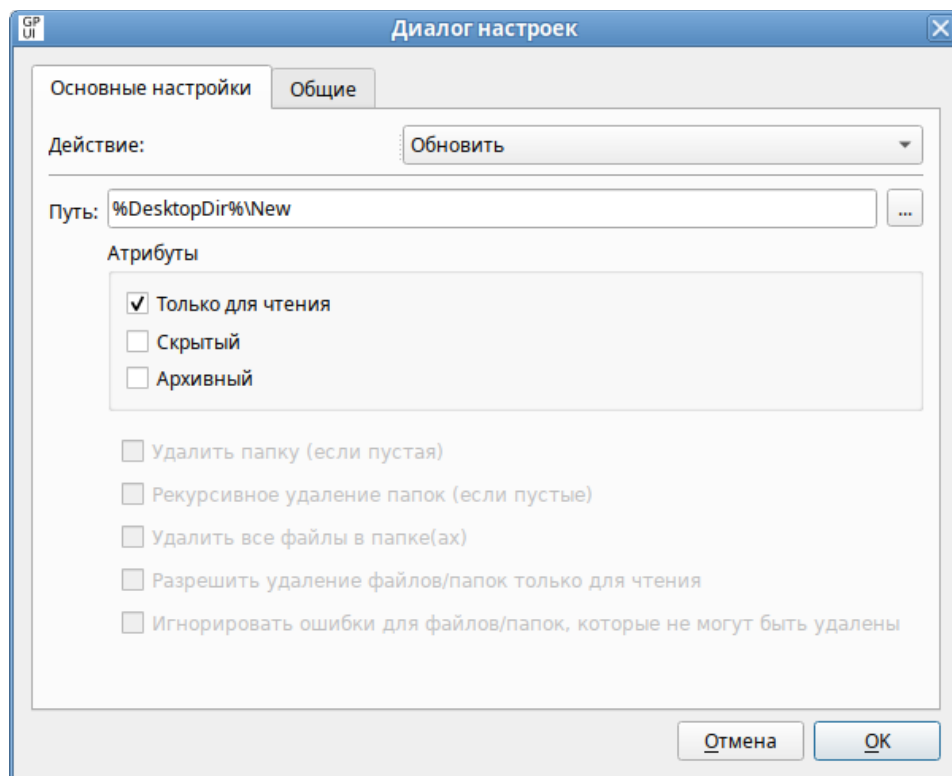 GP
UI
Диалог настроек
Основные настройки
Общие
Действие:
Обновить
Путь:
%DesktopDir%\New
...
Атрибуты
Только для чтения
Скрытый
Архивный
Удалить папку (если пустая)
Рекурсивное удаление папок (если пустые)
Удалить все файлы в папке(ах)
Разрешить удаление файлов/папок только для чтения
Игнорировать ошибки для файлов/папок, которые не могут быть удалены
Отмена
OK